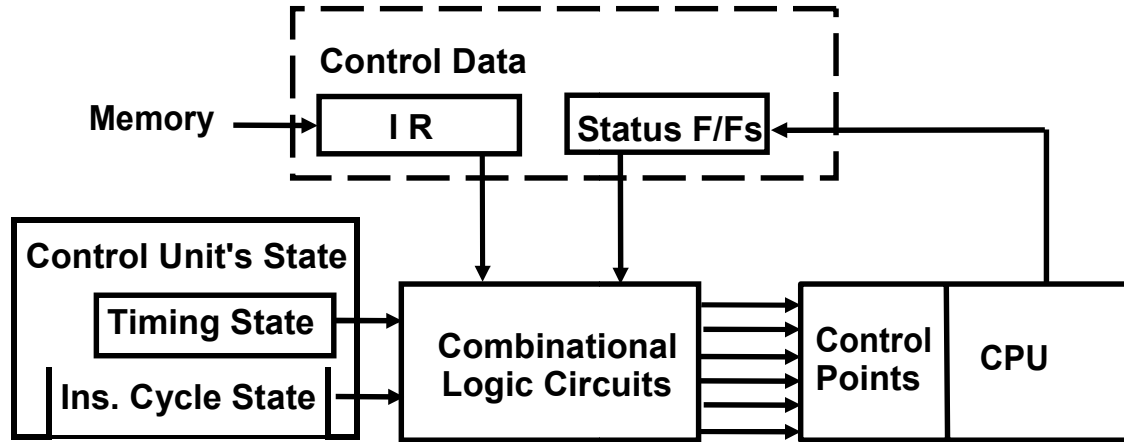 Control Data
Memory
I R
Status F/Fs
Control Unit's State
Timing State
Ins. Cycle State
Combinational
Logic Circuits
Control
Points
CPU